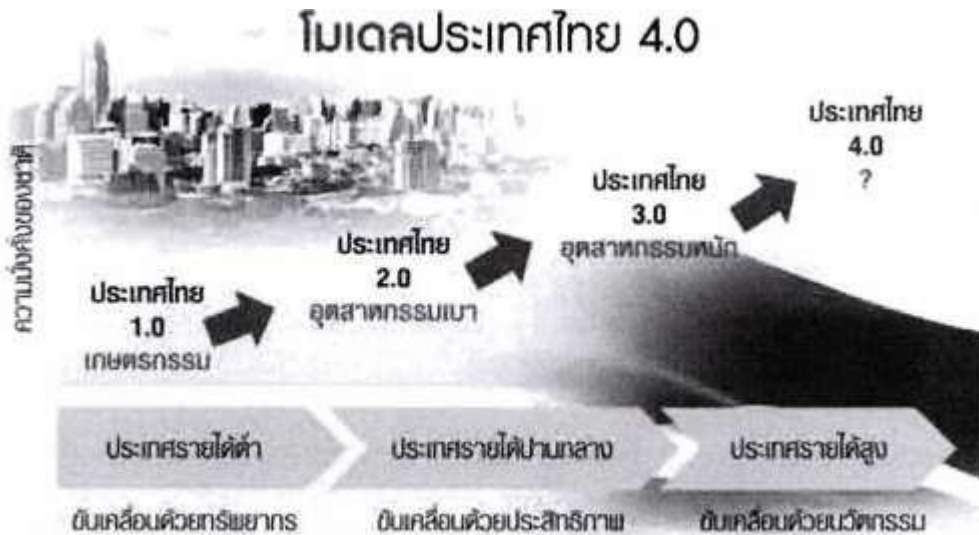 โมเดลประเทศไทย 4.0
ความมั่งคั่งของชาติ
ประเทศไทย
1.0
เกษตรกรรม
ประเทศไทย
2.0
อุตสาหกรรมเบา
ประเทศไทย
3.0
อุตสาหกรรมหนัก
ประเทศไทย
4.0
?
ประเทศรายได้ต่ำ
ประเทศรายได้ปานกลาง
ประเทศรายได้สูง
ขับเคลื่อนด้วยทรัพยากร
ขับเคลื่อนด้วยประสิทธิภาพ
ขับเคลื่อนด้วยนวัตกรรม